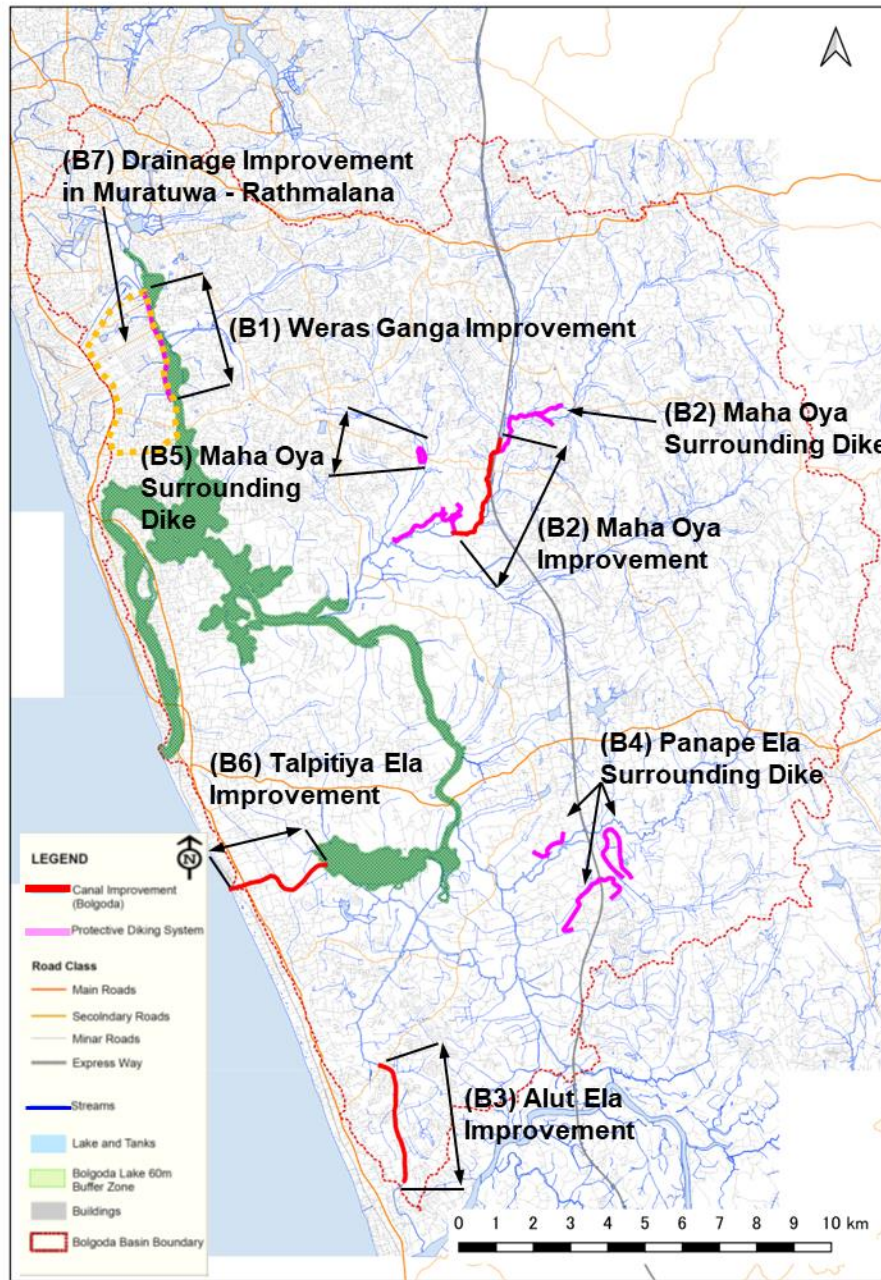 (B7) Drainage Improvement
in Muratuwa - Rathmalana
(B1) Weras Ganga Improvement
(B2) Maha Oya
Surrounding Dike
(B5) Maha Oya
Surrounding
Dike
(B2) Maha Oya
Improvement
(B4) Panape Ela
Surrounding Dike
(B6) Talpitiya Ela
Improvement
(B3) Alut Ela
Improvement
LEGEND
N
Canal Improvement
(Bolgoda)
Protective Diking System
Road Class
Main Roads
Secolndary Roads
Minar Roads
Express Way
Streams
Lake and Tanks
Bolgoda Lake 60m
Buffer Zone
Buildings
Bolgoda Basin Boundary
0 1 2 3 4 5 6 7 8 9 10 km